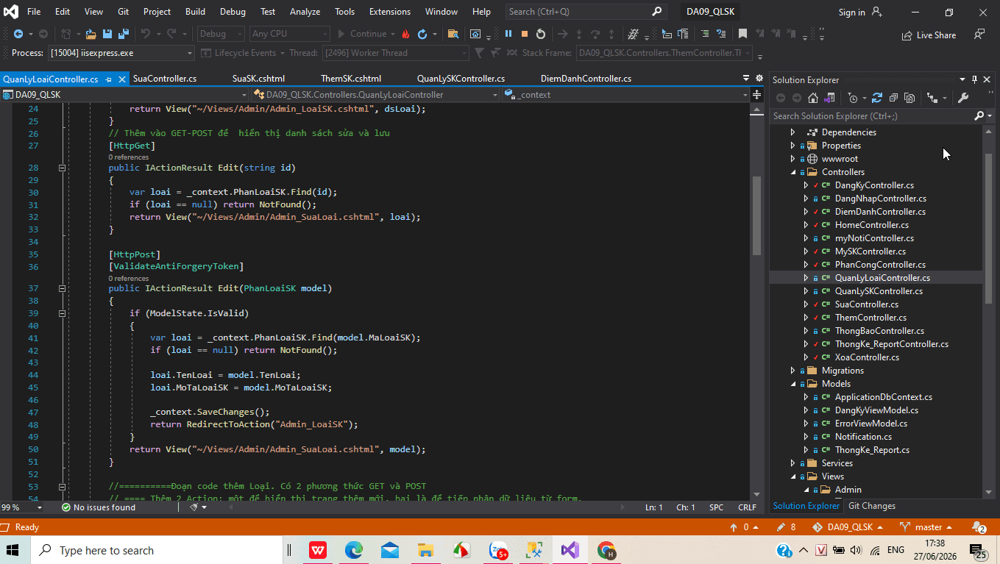 File Edit View Git Project Build Debug Test Analyze Tools Extensions Window Help Search (Ctrl+Q) DA09_QLSK Sign in
Debug Any CPU Continue Live Share
Process: [15004] iisexpress.exe Lifecycle Events Thread: [2496] Worker Thread Stack Frame: DA09_QLSK.Controllers.ThemController.Tl
QuanLyLoaiController.cs SuaController.cs SuaSK.cshtml ThemSK.cshtml QuanLySKController.cs DiemDanhController.cs
DA09_QLSK DA09_QLSK.Controllers.QuanLyLoaiController _context
24 return View("~/Views/Admin/Admin_LoaiSK.cshtml", dsLoai);
25 }
26 // Thêm vào GET-POST để  hiển thị danh sách sửa và lưu
27 [HttpGet]
0 references
28 public IActionResult Edit(string id)
29 {
30 var loai = _context.PhanLoaiSK.Find(id);
31 if (loai == null) return NotFound();
32 return View("~/Views/Admin/Admin_SuaLoai.cshtml", loai);
33 }
34
35 [HttpPost]
36 [ValidateAntiForgeryToken]
0 references
37 public IActionResult Edit(PhanLoaiSK model)
38 {
39 if (ModelState.IsValid)
40 {
41 var loai = _context.PhanLoaiSK.Find(model.MaLoaiSK);
42 if (loai == null) return NotFound();
43
44 loai.TenLoai = model.TenLoai;
45 loai.MoTaLoaiSK = model.MoTaLoaiSK;
46
47 _context.SaveChanges();
48 return RedirectToAction("Admin_LoaiSK");
49 }
50 return View("~/Views/Admin/Admin_SuaLoai.cshtml", model);
51 }
52
53 //==========Đoạn code thêm Loại. Có 2 phương thức GET và POST
54 // ==== Thêm 2 Action: một để hiển thị trang thêm mới, hai là để tiếp nhận dữ liệu từ form.
99 % No issues found Ln: 1 Ch: 1 SPC CRLF
Solution Explorer
Search Solution Explorer (Ctrl+;)
Dependencies
Properties
wwwroot
Controllers
C# DangKyController.cs
C# DangNhapController.cs
C# DiemDanhController.cs
C# HomeController.cs
C# myNotiController.cs
C# MySKController.cs
C# PhanCongController.cs
C# QuanLyLoaiController.cs
C# QuanLySKController.cs
C# SuaController.cs
C# ThemController.cs
C# ThongBaoController.cs
C# ThongKe_ReportController.cs
C# XoaController.cs
Migrations
Models
C# ApplicationDbContext.cs
C# DangKyViewModel.cs
C# ErrorViewModel.cs
C# Notification.cs
C# ThongKe_Report.cs
Services
Views
Admin
Solution Explorer Git Changes
Ready 0 8 DA09_QLSK master 2
Type here to search W Zalo 5+ H V ENG 17:38
27/06/2026 25